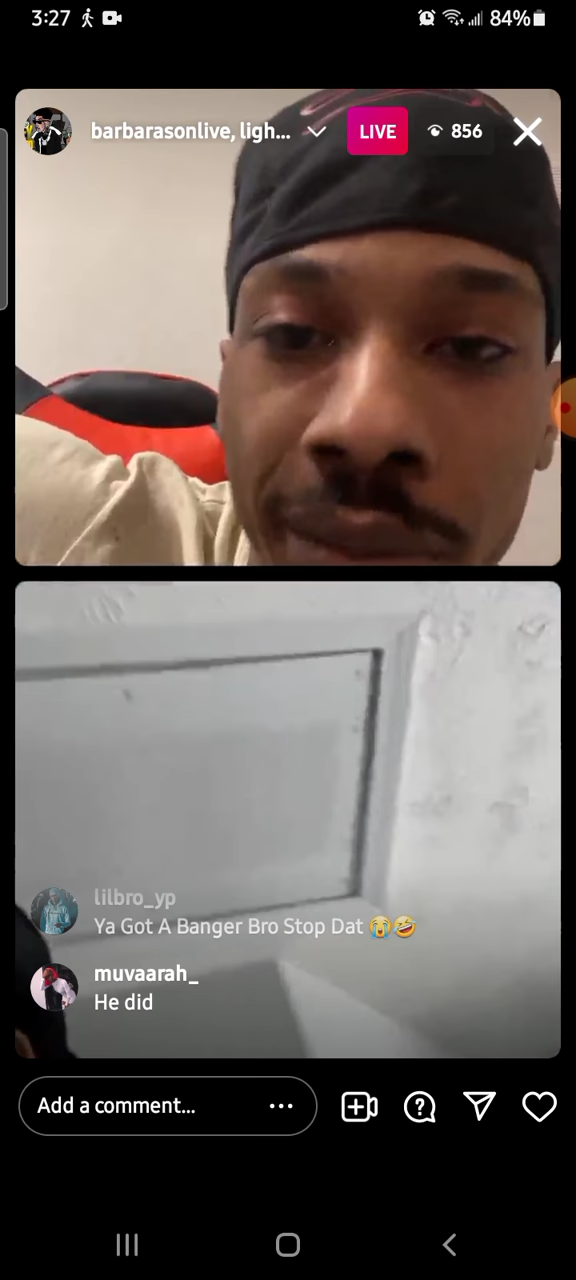 3:27
84%
barbarasonlive, ligh...
LIVE
856
lilbro_yp
Ya Got A Banger Bro Stop Dat 😭🤣
muvaarah_
He did
Add a comment...